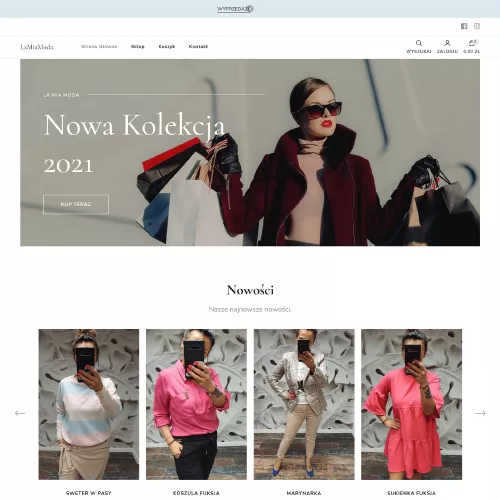 WYPRZEDAŻ
LaMiaModa
Strona Główna Sklep Koszyk Kontakt
WYSZUKAJ ZALOGUJ 0,00 ZŁ
LA MIA MODA
Nowa Kolekcja
2021
KUP TERAZ
Nowości
Nasze najnowsze nowości.
SWETER W PASY KOSZULA FUKSJA MARYNARKA SUKIENKA FUKSJA